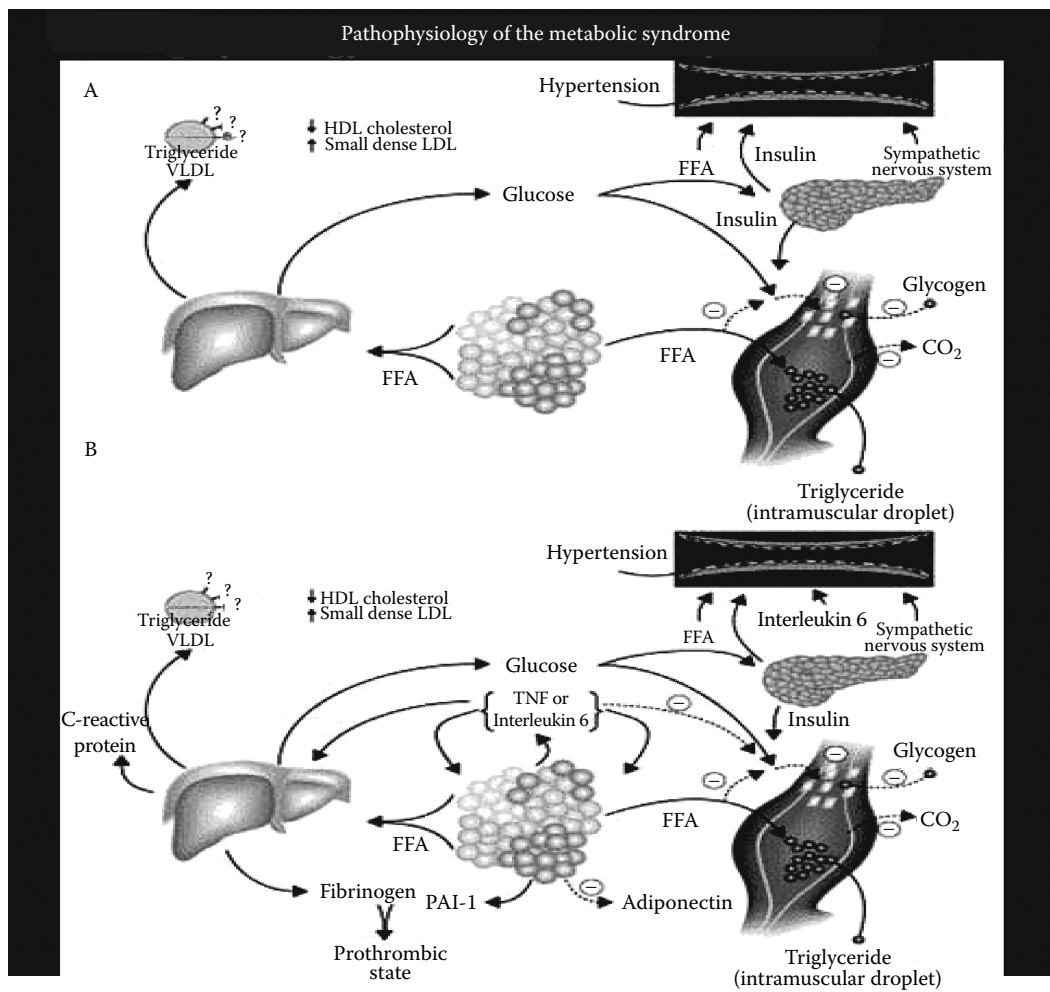 Pathophysiology of the metabolic syndrome
A
Hypertension
?
?
?
Triglyceride
VLDL
HDL cholesterol
Small dense LDL
FFA
Insulin
Sympathetic
nervous system
Glucose
Insulin
Glycogen
FFA
FFA
CO2
Triglyceride
(intramuscular droplet)
B
Hypertension
?
?
Triglyceride
VLDL
HDL cholesterol
Small dense LDL
FFA
Interleukin 6
Sympathetic
nervous system
Glucose
TNF or
Interleukin 6
Insulin
C-reactive
protein
Glycogen
FFA
FFA
CO2
Fibrinogen
PAI-1
Adiponectin
Prothrombic
state
Triglyceride
(intramuscular droplet)